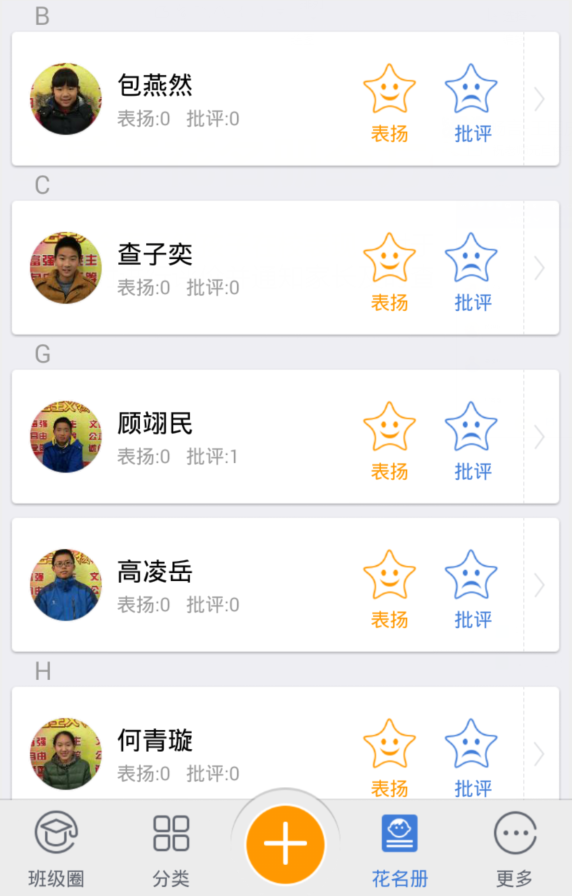 B
包燕然
表扬:0 批评:0
表扬 批评
C
查子奕
表扬:0 批评:0
表扬 批评
G
顾翊民
表扬:0 批评:1
表扬 批评
高凌岳
表扬:0 批评:0
表扬 批评
H
何青璇
表扬:0 批评:0
表扬 批评
班级圈 分类 花名册 更多